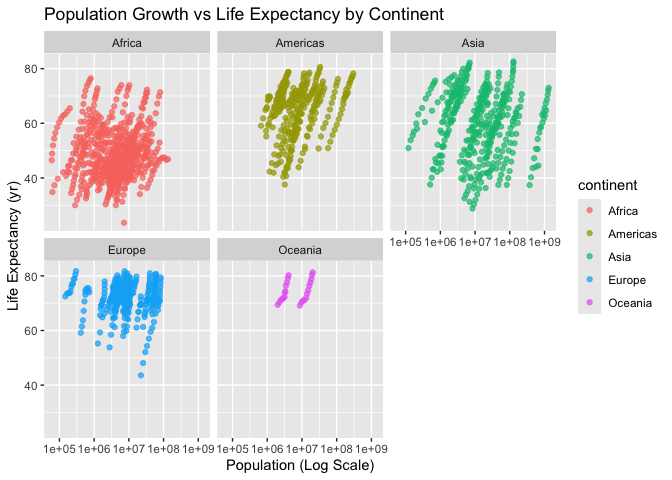 Population Growth vs Life Expectancy by Continent
Africa Americas Asia
80
60
40
1e+05 1e+06 1e+07 1e+08 1e+09
Europe Oceania
80
60
40
1e+05 1e+06 1e+07 1e+08 1e+09 1e+05 1e+06 1e+07 1e+08 1e+09
Population (Log Scale)
Life Expectancy (yr)
continent
Africa
Americas
Asia
Europe
Oceania